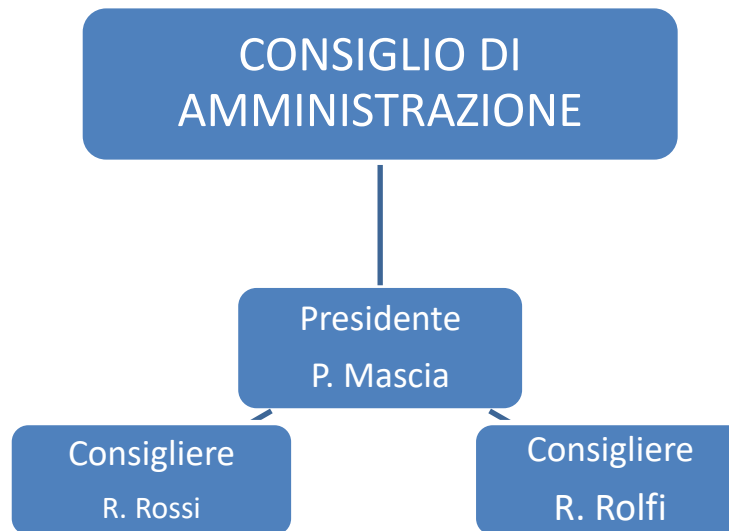 CONSIGLIO DI
AMMINISTRAZIONE
Presidente
P. Mascia
Consigliere
R. Rossi
Consigliere
R. Rolfi